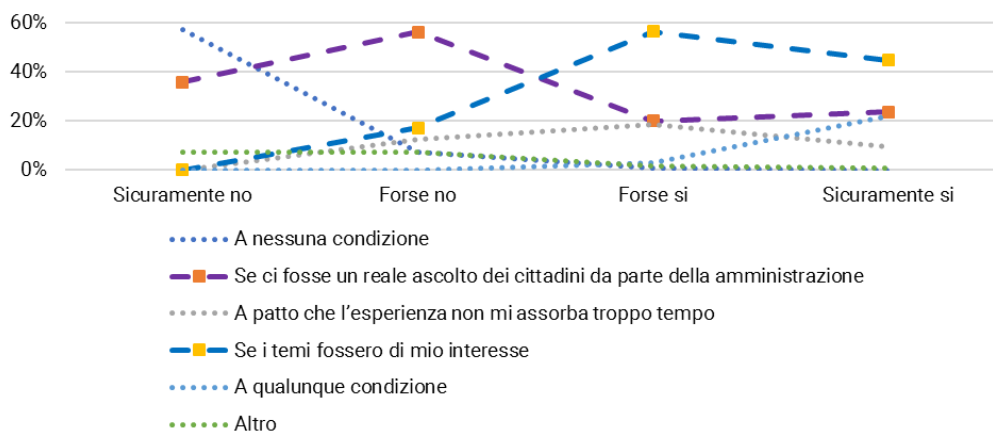 60%
40%
20%
0%
Sicuramente no Forse no Forse si Sicuramente si
A nessuna condizione
Se ci fosse un reale ascolto dei cittadini da parte della amministrazione
A patto che l'esperienza non mi assorba troppo tempo
Se i temi fossero di mio interesse
A qualunque condizione
Altro